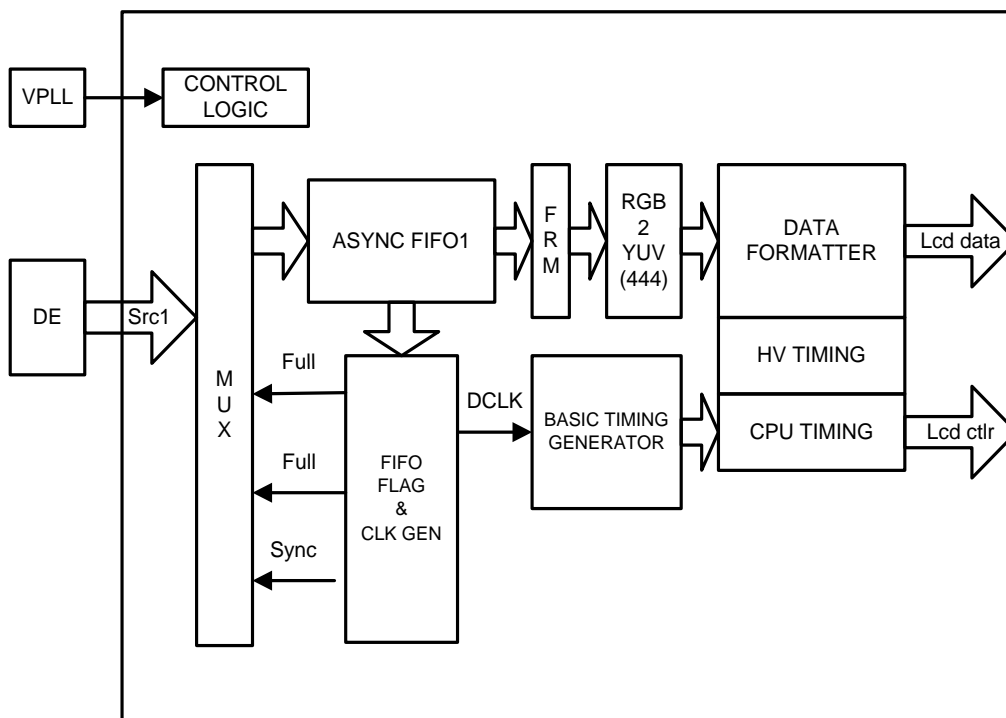 VPLL
CONTROL
LOGIC
DE
Src1
M
U
X
ASYNC FIFO1
F
R
M
RGB
2
YUV
(444)
DATA
FORMATTER
Lcd data
HV TIMING
CPU TIMING
Lcd ctlr
Full
Full
Sync
FIFO
FLAG
&
CLK GEN
DCLK
BASIC TIMING
GENERATOR